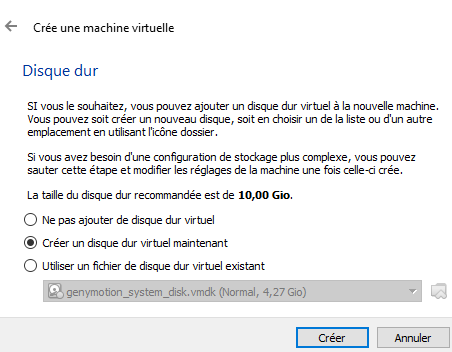 Crée une machine virtuelle
Disque dur
SI vous le souhaitez, vous pouvez ajouter un disque dur virtuel à la nouvelle machine.
Vous pouvez soit créer un nouveau disque, soit en choisir un de la liste ou d'un autre
emplacement en utilisant l'icône dossier.
Si vous avez besoin d'une configuration de stockage plus complexe, vous pouvez
sauter cette étape et modifier les réglages de la machine une fois celle-ci crée.
La taille du disque dur recommandée est de 10,00 Gio.
Ne pas ajouter de disque dur virtuel
Créer un disque dur virtuel maintenant
Utiliser un fichier de disque dur virtuel existant
genymotion_system_disk.vmdk (Normal, 4,27 Gio)
Créer
Annuler